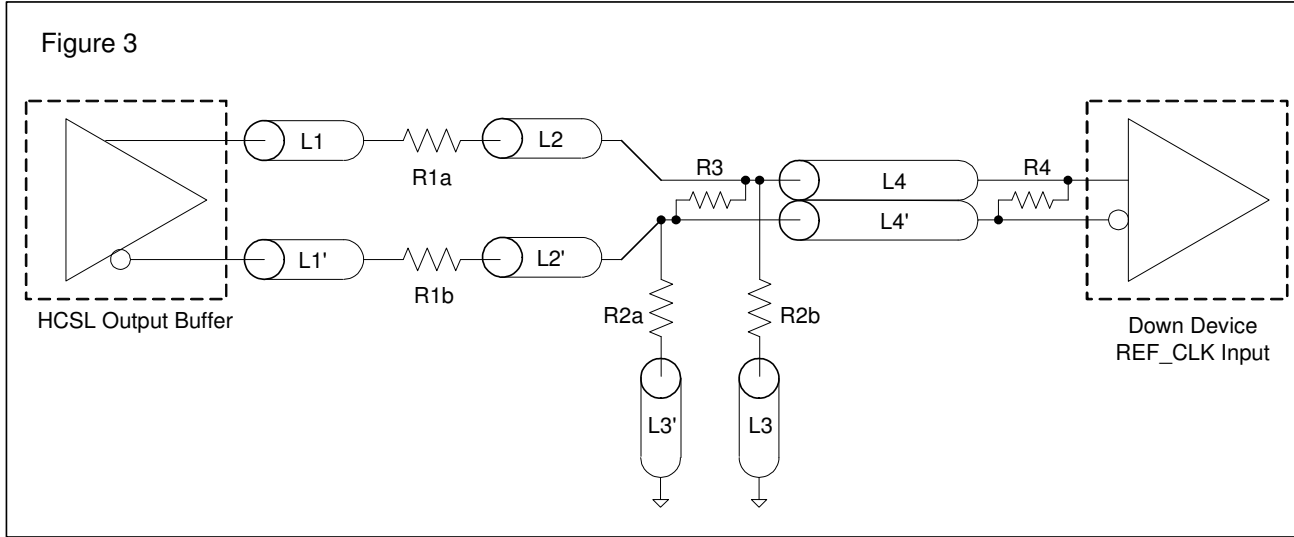 Figure 3
L1
R1a
L2
R3
L4
R4
L4'
L1'
R1b
L2'
HCSL Output Buffer
R2a
R2b
Down Device
REF_CLK Input
L3'
L3